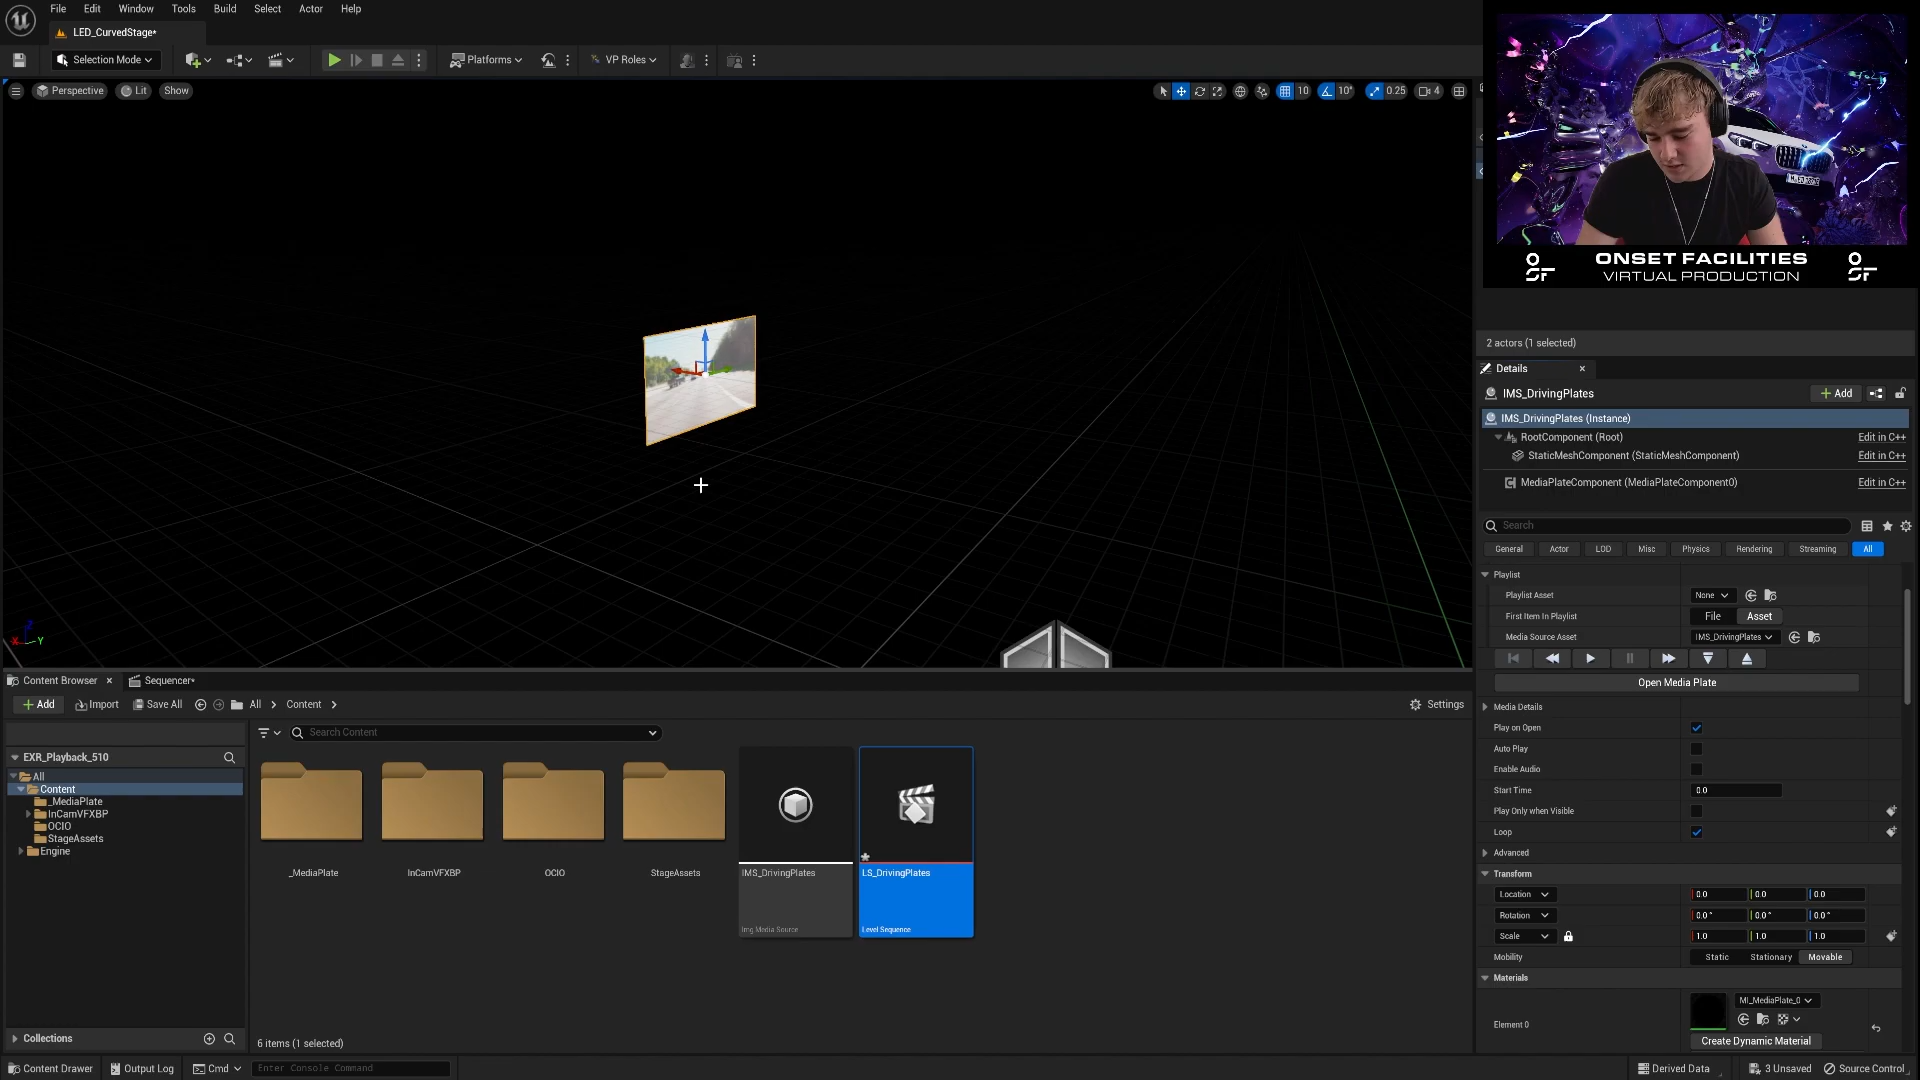 File Edit Window Tools Build Select Actor Help
LED_CurvedStage*
Selection Mode Platforms VP Roles
Perspective Lit Show 10 10° 0.25 4
ONSET FACILITIES
VIRTUAL PRODUCTION
2 actors (1 selected)
Details
IMS_DrivingPlates Add
IMS_DrivingPlates (Instance)
RootComponent (Root) Edit in C++
StaticMeshComponent (StaticMeshComponent) Edit in C++
MediaPlateComponent (MediaPlateComponent0) Edit in C++
Search
General Actor LOD Misc Physics Rendering Streaming All
Playlist
Playlist Asset None
First Item In Playlist File Asset
Media Source Asset IMS_DrivingPlates
Open Media Plate
Media Details
Play on Open
Auto Play
Enable Audio
Start Time 0.0
Play Only when Visible
Loop
Advanced
Transform
Location 0.0 0.0 0.0
Rotation 0.0° 0.0° 0.0°
Scale 1.0 1.0 1.0
Mobility Static Stationary Movable
Materials
Element 0 MI_MediaPlate_0
Create Dynamic Material
Z
X Y
Content Browser Sequencer*
Add Import Save All All Content Settings
Search Content
EXR_Playback_510
All
Content
_MediaPlate
InCamVFXBP
OCIO
StageAssets
Engine
_MediaPlate InCamVFXBP OCIO StageAssets IMS_DrivingPlates LS_DrivingPlates
Img Media Source Level Sequence
Collections
6 items (1 selected)
Content Drawer Output Log Cmd Enter Console Command Derived Data 3 Unsaved Source Control